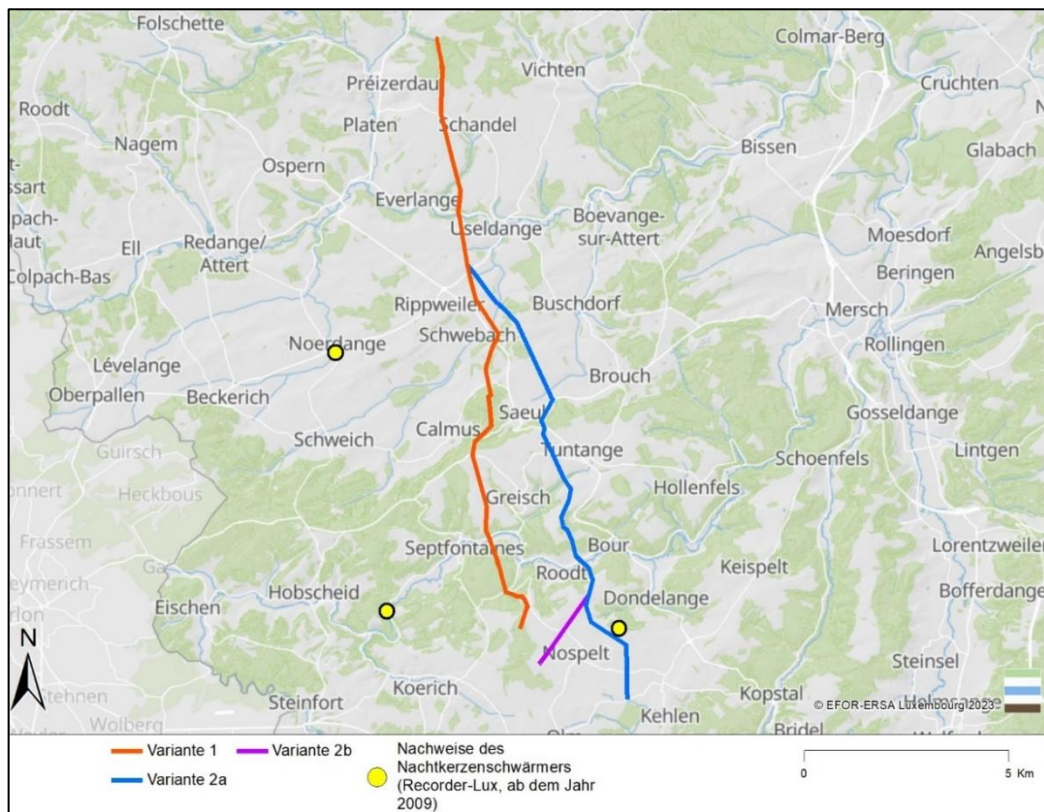 Folschette
Colmar-Berg
Vichten
Cruchten
Préizerdau
Roodt
Platen
Schandel
Bissen
Nagem
Glabach
Ospern
Everlange
Useldange
Boevange-
sur-Attert
Ell
Redange/
Attert
Moesdorf
Angelsb
Colpach-Bas
Beringen
Rippweiler
Buschdorf
Mersch
Schwebach
Noerdange
Rollingen
Lévelange
Brouch
Oberpallen
Beckerich
Saeul
Gosseldange
Calmus
Schweich
Guirsch
Tuntange
Schoenfels
Lintgen
Heckbous
Greisch
Hollenfels
Frassem
Septfontaines
Bour
Lorentzweiler
Keispelt
Roodt
Hobscheid
Eischen
Dondelange
Bofferdange
N
Nospelt
Steinsel
Koerich
Kopstal
Stehnen
Steinfort
Kehlen
© EFOR-ERSA Luxembourg 2023
Wolberg
Bridel
Variante 1
Variante 2b
Nachweise des
Nachtkerzenschwärmers
(Recorder-Lux, ab dem Jahr
2009)
Variante 2a
0
5 Km